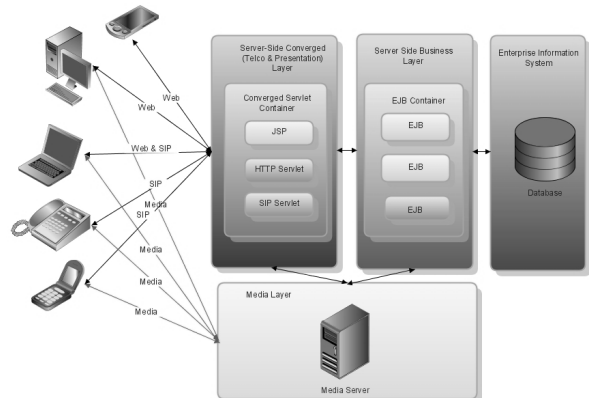 Server-Side Converged
(Telco & Presentation)
Layer
Server Side Business
Layer
Enterprise Information
System
Converged Servlet
Container
EJB Container
JSP
HTTP Servlet
SIP Servlet
EJB
EJB
EJB
Database
Web
Web
Web & SIP
SIP
Media
SIP
Media
Media
Media
Media Layer
Media Server